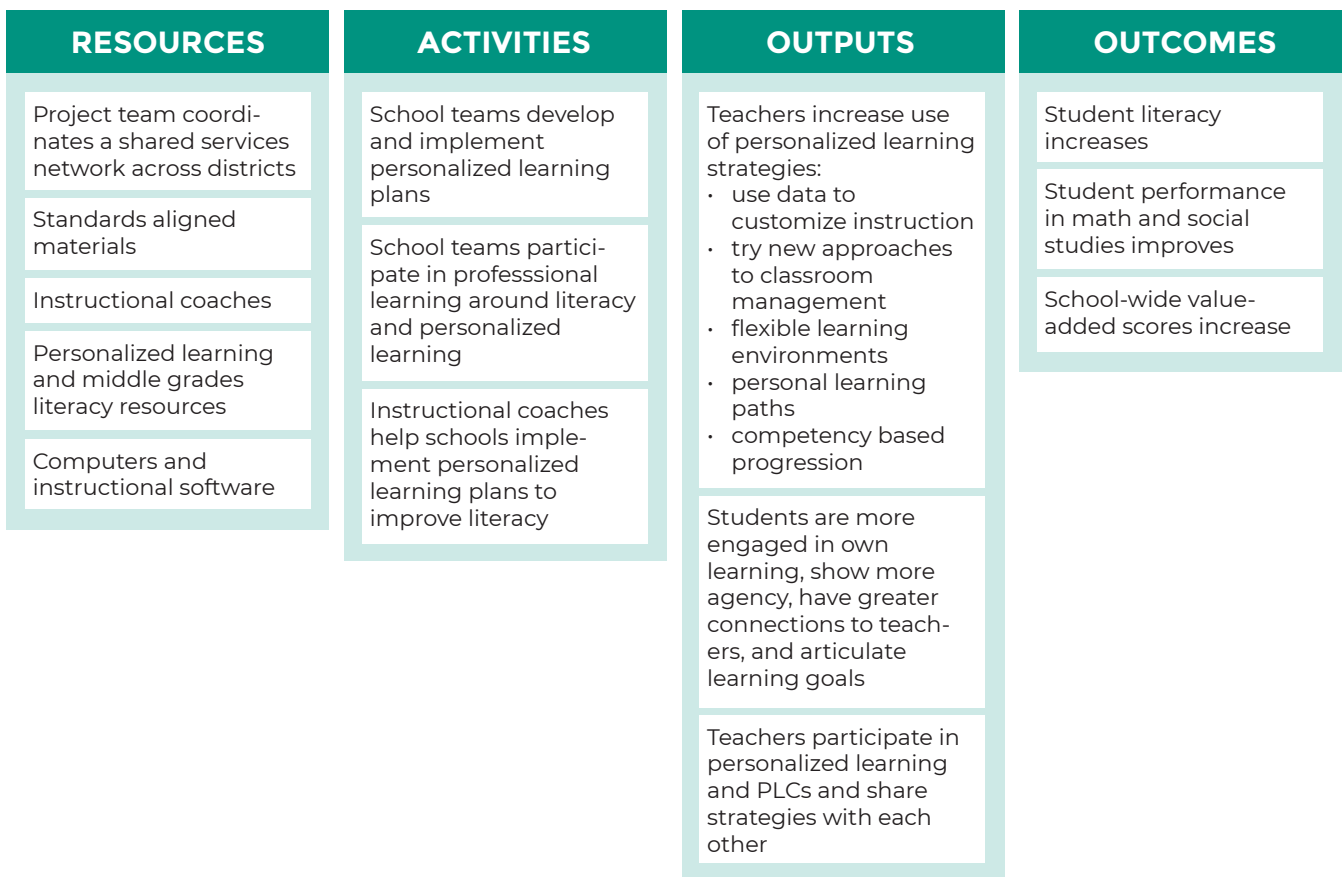 RESOURCES
Project team coordi-
nates a shared services
network across districts
Standards aligned
materials
Instructional coaches
Personalized learning
and middle grades
literacy resources
Computers and
instructional software
ACTIVITIES
School teams develop
and implement
personalized learning
plans
School teams partici-
pate in professsional
learning around literacy
and personalized
learning
Instructional coaches
help schools imple-
ment personalized
learning plans to
improve literacy
OUTPUTS
Teachers increase use
of personalized learning
strategies:
• use data to
customize instruction
• try new approaches
to classroom
management
• flexible learning
environments
• personal learning
paths
• competency based
progression
Students are more
engaged in own
learning, show more
agency, have greater
connections to teach-
ers, and articulate
learning goals
Teachers participate in
personalized learning
and PLCs and share
strategies with each
other
OUTCOMES
Student literacy
increases
Student performance
in math and social
studies improves
School-wide value-
added scores increase